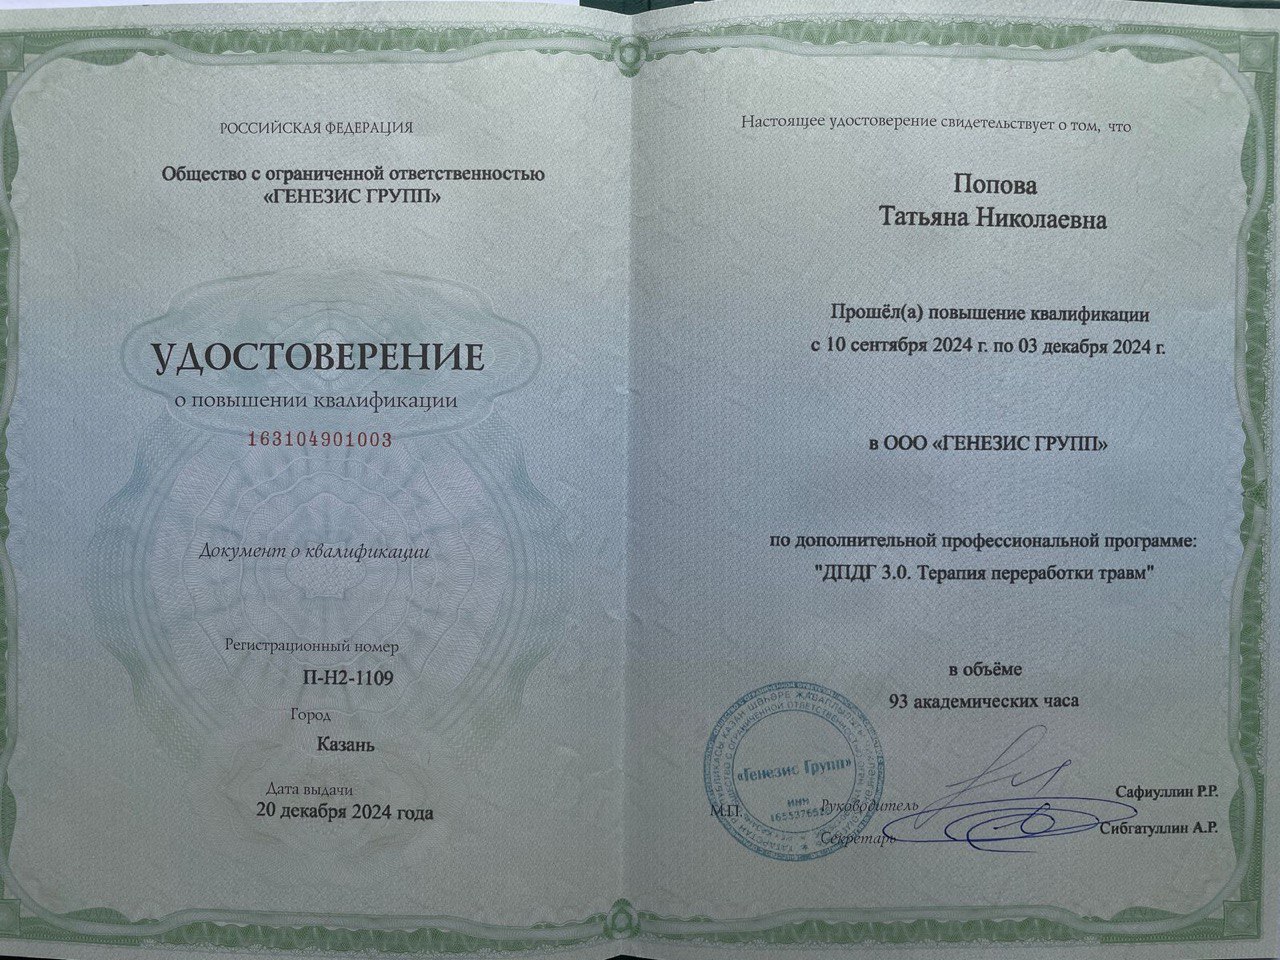 РОССИЙСКАЯ ФЕДЕРАЦИЯ
Общество с ограниченной ответственностью
«ГЕНЕЗИС ГРУПП»
УДОСТОВЕРЕНИЕ
о повышении квалификации
163104901003
Документ о квалификации
Регистрационный номер
П-Н2-1109
Город
Казань
Дата выдачи
20 декабря 2024 года
Настоящее удостоверение свидетельствует о том, что
Попова
Татьяна Николаевна
Прошёл(а) повышение квалификации
с 10 сентября 2024 г. по 03 декабря 2024 г.
в ООО «ГЕНЕЗИС ГРУПП»
по дополнительной профессиональной программе:
"ДПДГ 3.0. Терапия переработки травм"
в объёме
93 академических часа
«Генезис Групп»
ИНН
М.П.
Руководитель
Сафиуллин Р.Р.
Секретарь
Сибгатуллин А.Р.